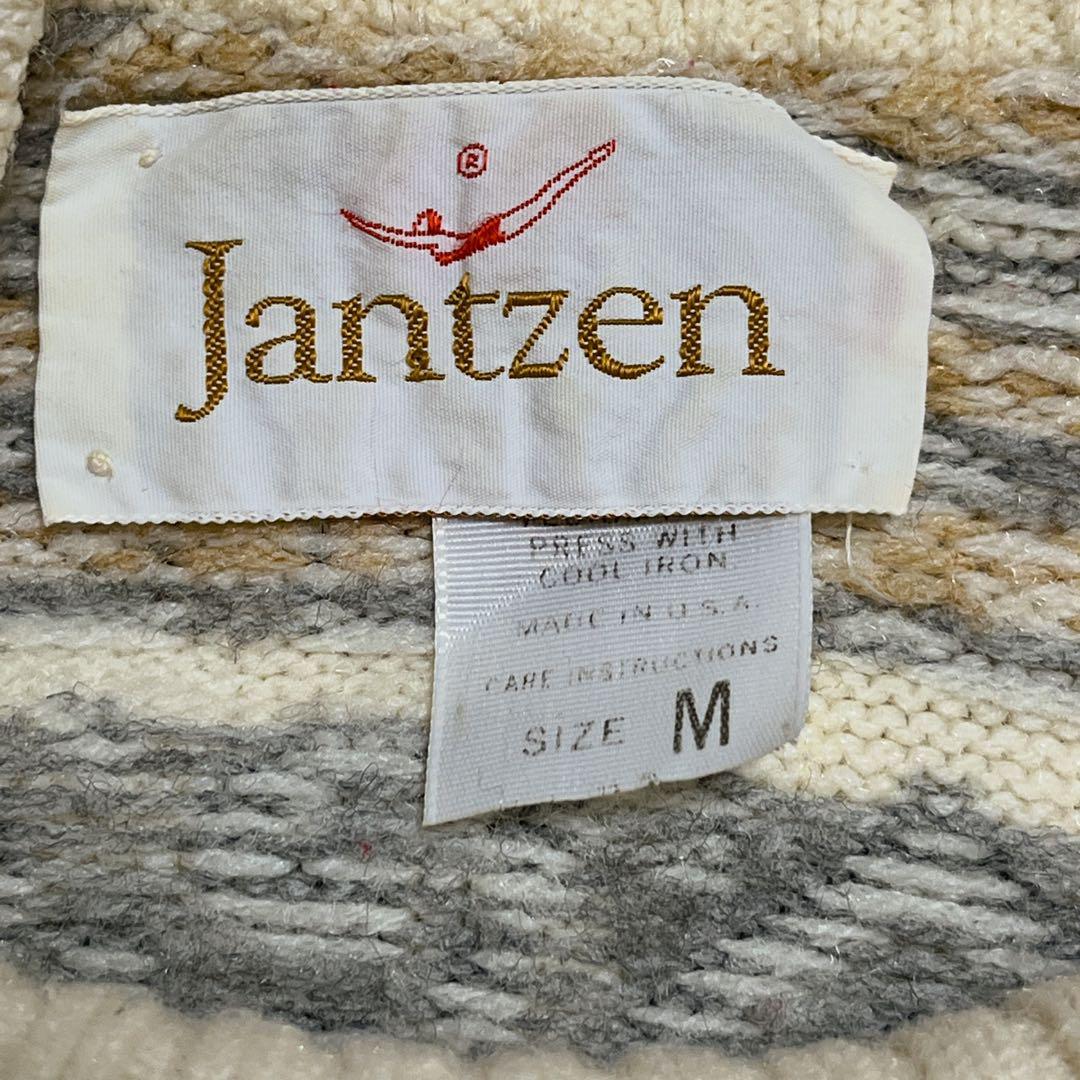 ®
Jantzen
PRESS WITH
COOL IRON
MADE IN U.S.A.
CARE INSTRUCTIONS
SIZE M